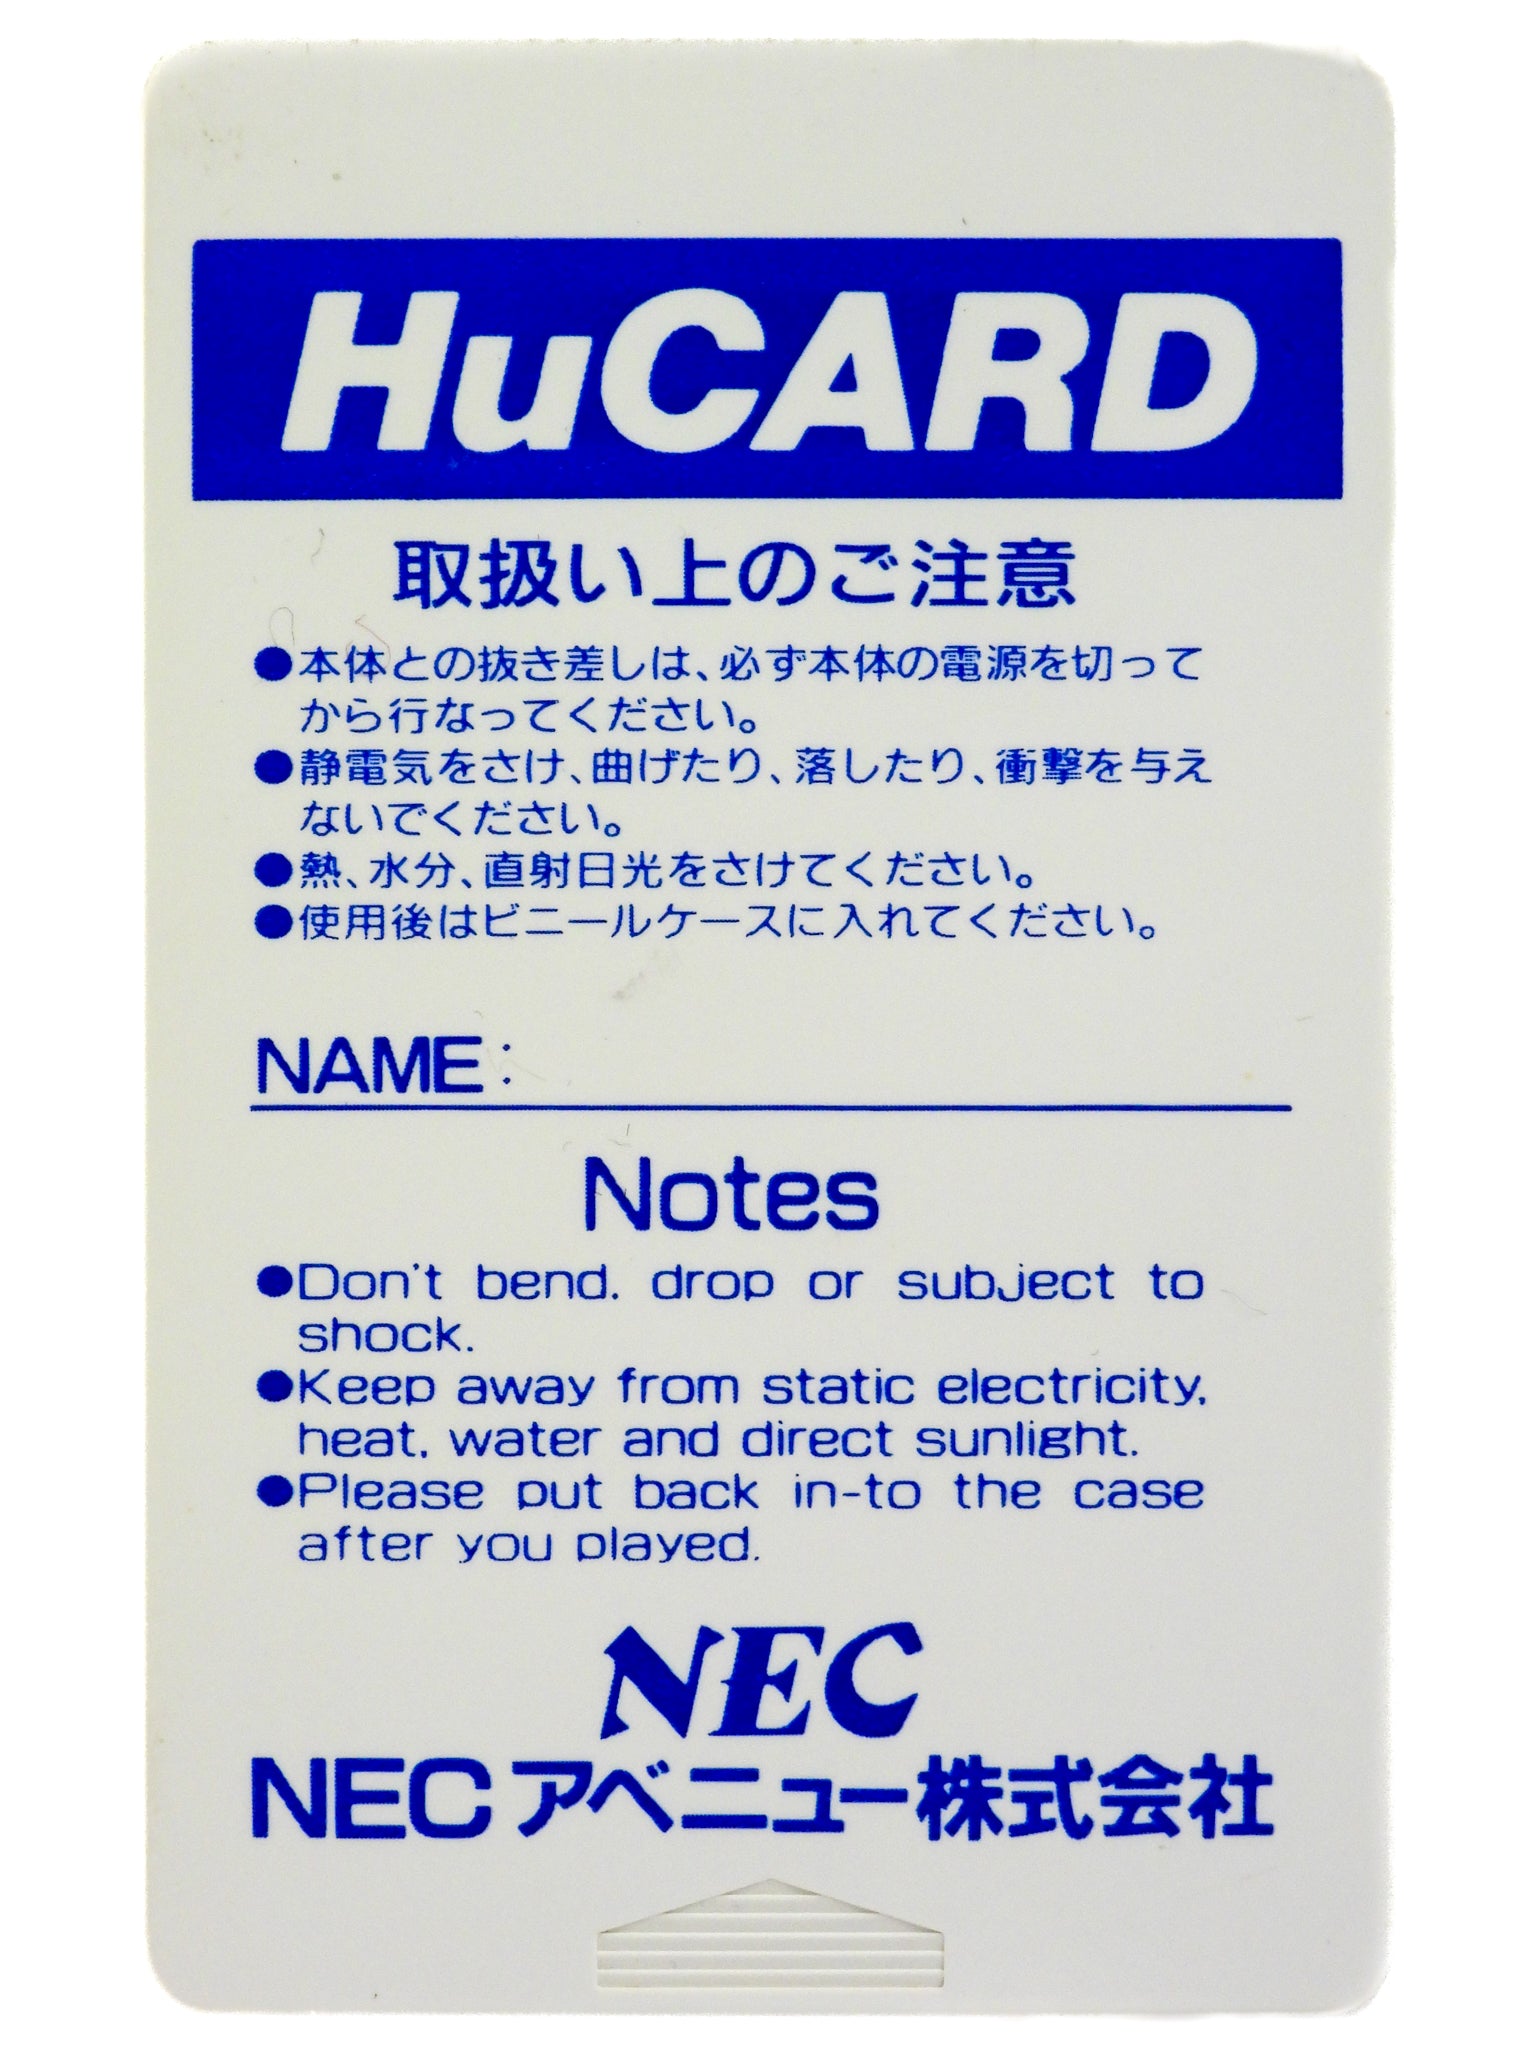 HuCARD
取扱い上のご注意
●本体との抜き差しは、必ず本体の電源を切って
から行なってください。
●静電気をさけ、曲げたり、落したり、衝撃を与え
ないでください。
●熱、水分、直射日光をさけてください。
●使用後はビニールケースに入れてください。
NAME:
Notes
●Don't bend. drop or subject to
shock.
●Keep away from static electricity,
heat, water and direct sunlight.
●Please put back in-to the case
after you played.
NEC
NECアベニュー株式会社